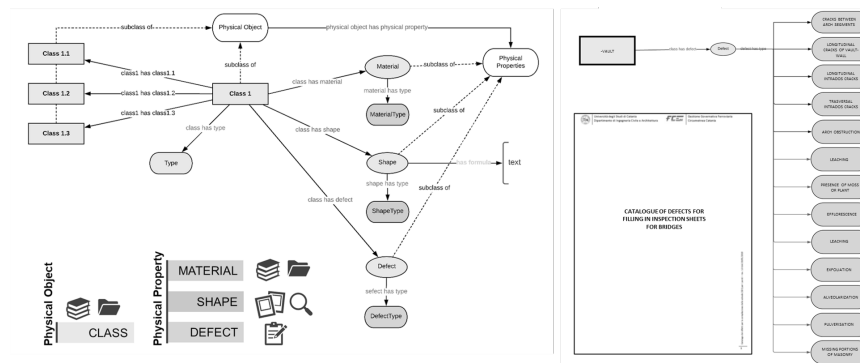 subclass of
Physical Object
physical object has physical property
Class 1.1
Class 1.2
Class 1.3
class1 has class1.1
class1 has class1.2
class1 has class1.3
subclass of
Class 1
class has type
Type
class has material
Material
subclass of
Physical
Properties
material has type
MaterialType
class has shape
subclass of
Shape
has formula
text
shape has type
subclass of
ShapeType
class has defect
Defect
sefect has type
DefectType
Physical Object
CLASS
Physical Property
MATERIAL
SHAPE
DEFECT
-VAULT
class has defect
Defect
defect has type
CRACKS BETWEEN
ARCH SEGMENTS
LONGITUDINAL
CRACKS OF VAULT-
WALL
LONGITUDINAL
INTRADOS CRACKS
TRASVERSAL
INTRADOS CRACKS
ARCH OBSTRUCTION
LEACHING
PRESENCE OF MOSS
OR PLANT
EFFLORESCENCE
LEACHING
EXFOLIATION
ALVEOLARIZATION
PULVERISATION
MISSING PORTIONS
OF MASONRY
CATALOGUE OF DEFECTS FOR
FILLING IN INSPECTION SHEETS
FOR BRIDGES